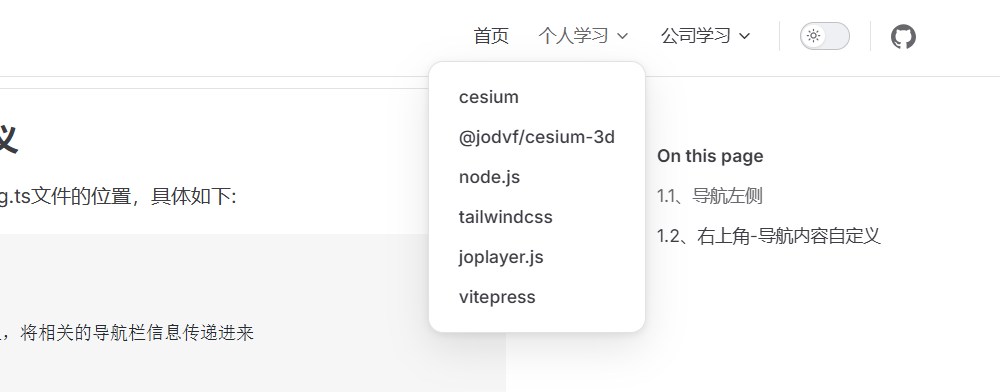 首页 个人学习 公司学习
cesium
@jodvf/cesium-3d
node.js
tailwindcss
joplayer.js
vitepress
义
g.ts文件的位置，具体如下:
，将相关的导航栏信息传递进来
On this page
1.1、导航左侧
1.2、右上角-导航内容自定义